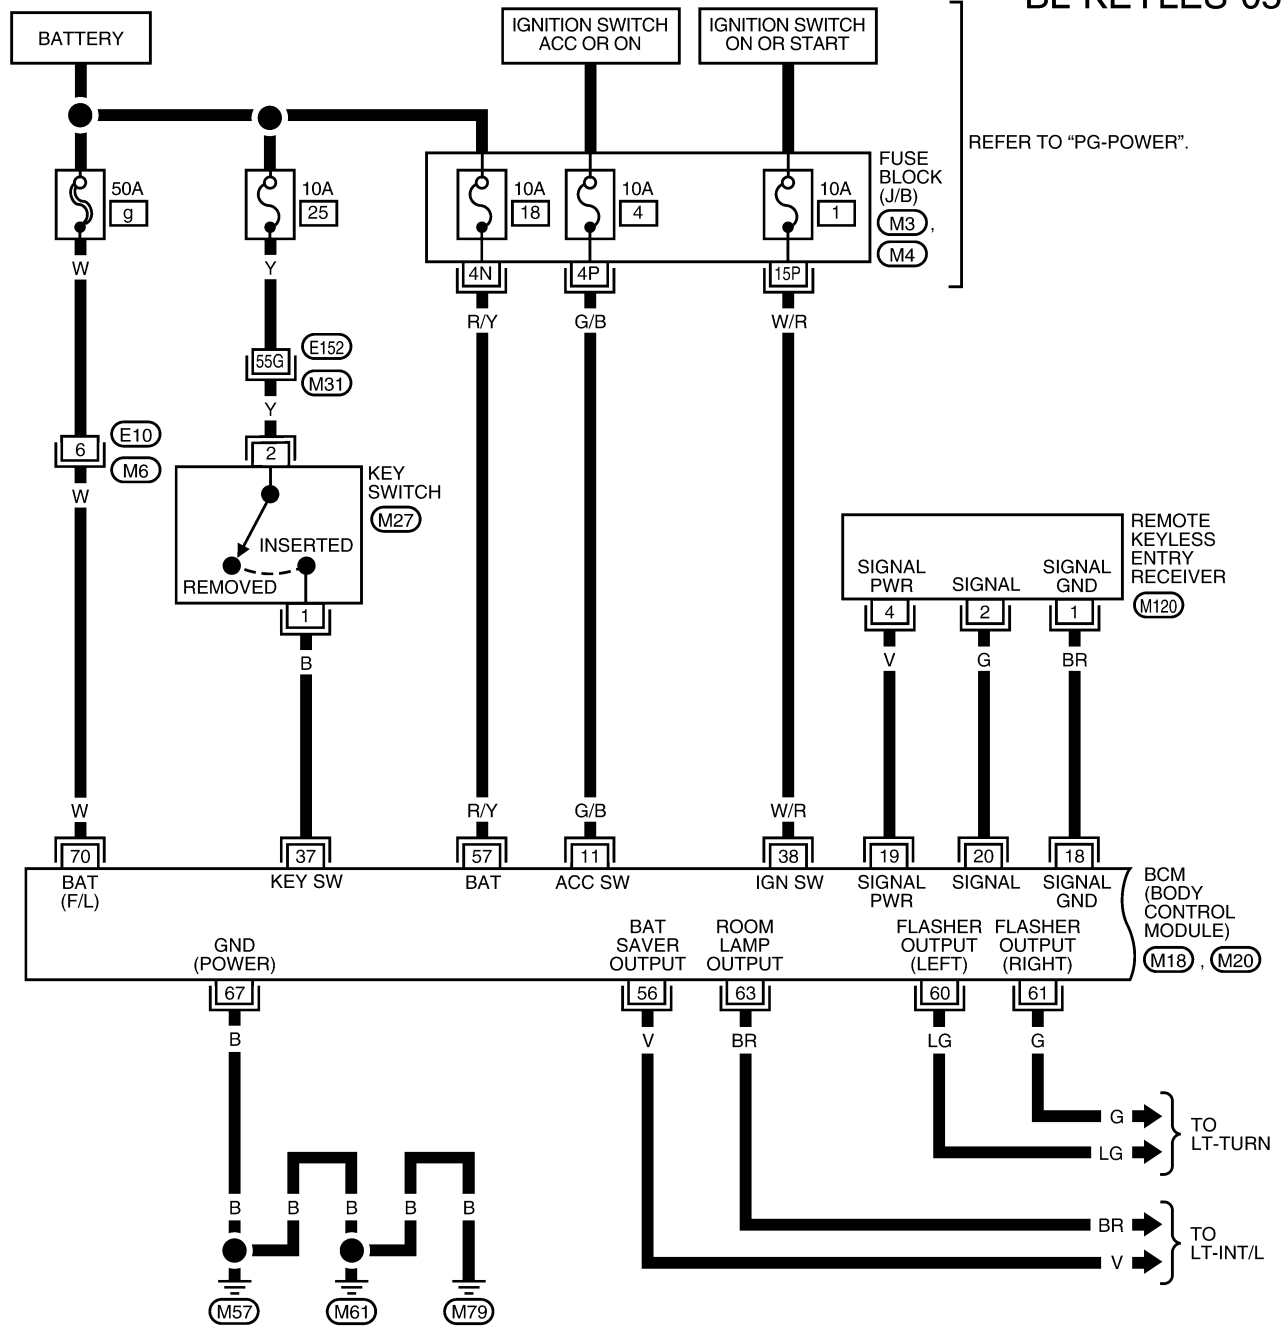 BATTERY
IGNITION SWITCH
ACC OR ON
IGNITION SWITCH
ON OR START
REFER TO “PG-POWER”.
50A
g
10A
25
10A
18
10A
4
10A
1
FUSE
BLOCK
(J/B)
M3 ,
M4
4N
4P
15P
W
Y
R/Y
G/B
W/R
55G
E152
M31
Y
6
E10
M6
W
2
KEY
SWITCH
M27
INSERTED
REMOVED
1
B
REMOTE
KEYLESS
ENTRY
RECEIVER
M120
SIGNAL
PWR
SIGNAL
SIGNAL
GND
4
2
1
V
G
BR
W
R/Y
G/B
W/R
70
37
57
11
38
19
20
18
BAT
(F/L)
KEY SW
BAT
ACC SW
IGN SW
SIGNAL
PWR
SIGNAL
SIGNAL
GND
BCM
(BODY
CONTROL
MODULE)
M18 , M20
GND
(POWER)
BAT
SAVER
OUTPUT
ROOM
LAMP
OUTPUT
FLASHER
OUTPUT
(LEFT)
FLASHER
OUTPUT
(RIGHT)
67
56
63
60
61
B
V
BR
LG
G
G
LG
TO
LT-TURN
B
B
B
B
B
BR
V
TO
LT-INT/L
M57
M61
M79